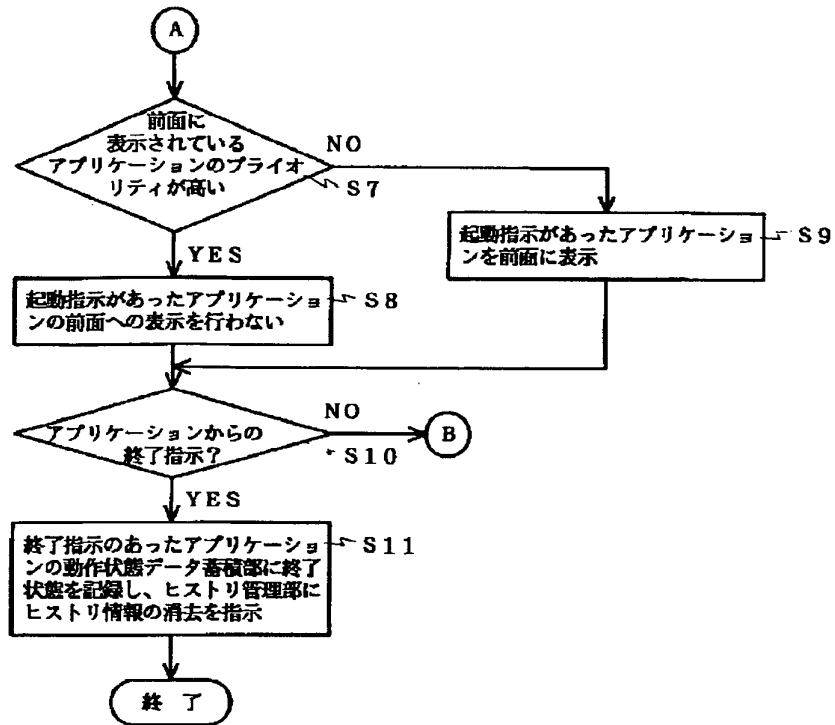 A
前面に
表示されている
アプリケーションのプライオ
リティが高い
NO
S7
YES
起動指示があったアプリケーショ
ンを前面に表示
S9
起動指示があったアプリケーショ
ンの前面への表示を行わない
S8
アプリケーションからの
終了指示?
NO
B
S10
YES
終了指示のあったアプリケーショ
ンの動作状態データ蓄積部に終了
状態を記録し、ヒストリ管理部に
ヒストリ情報の消去を指示
S11
終 了